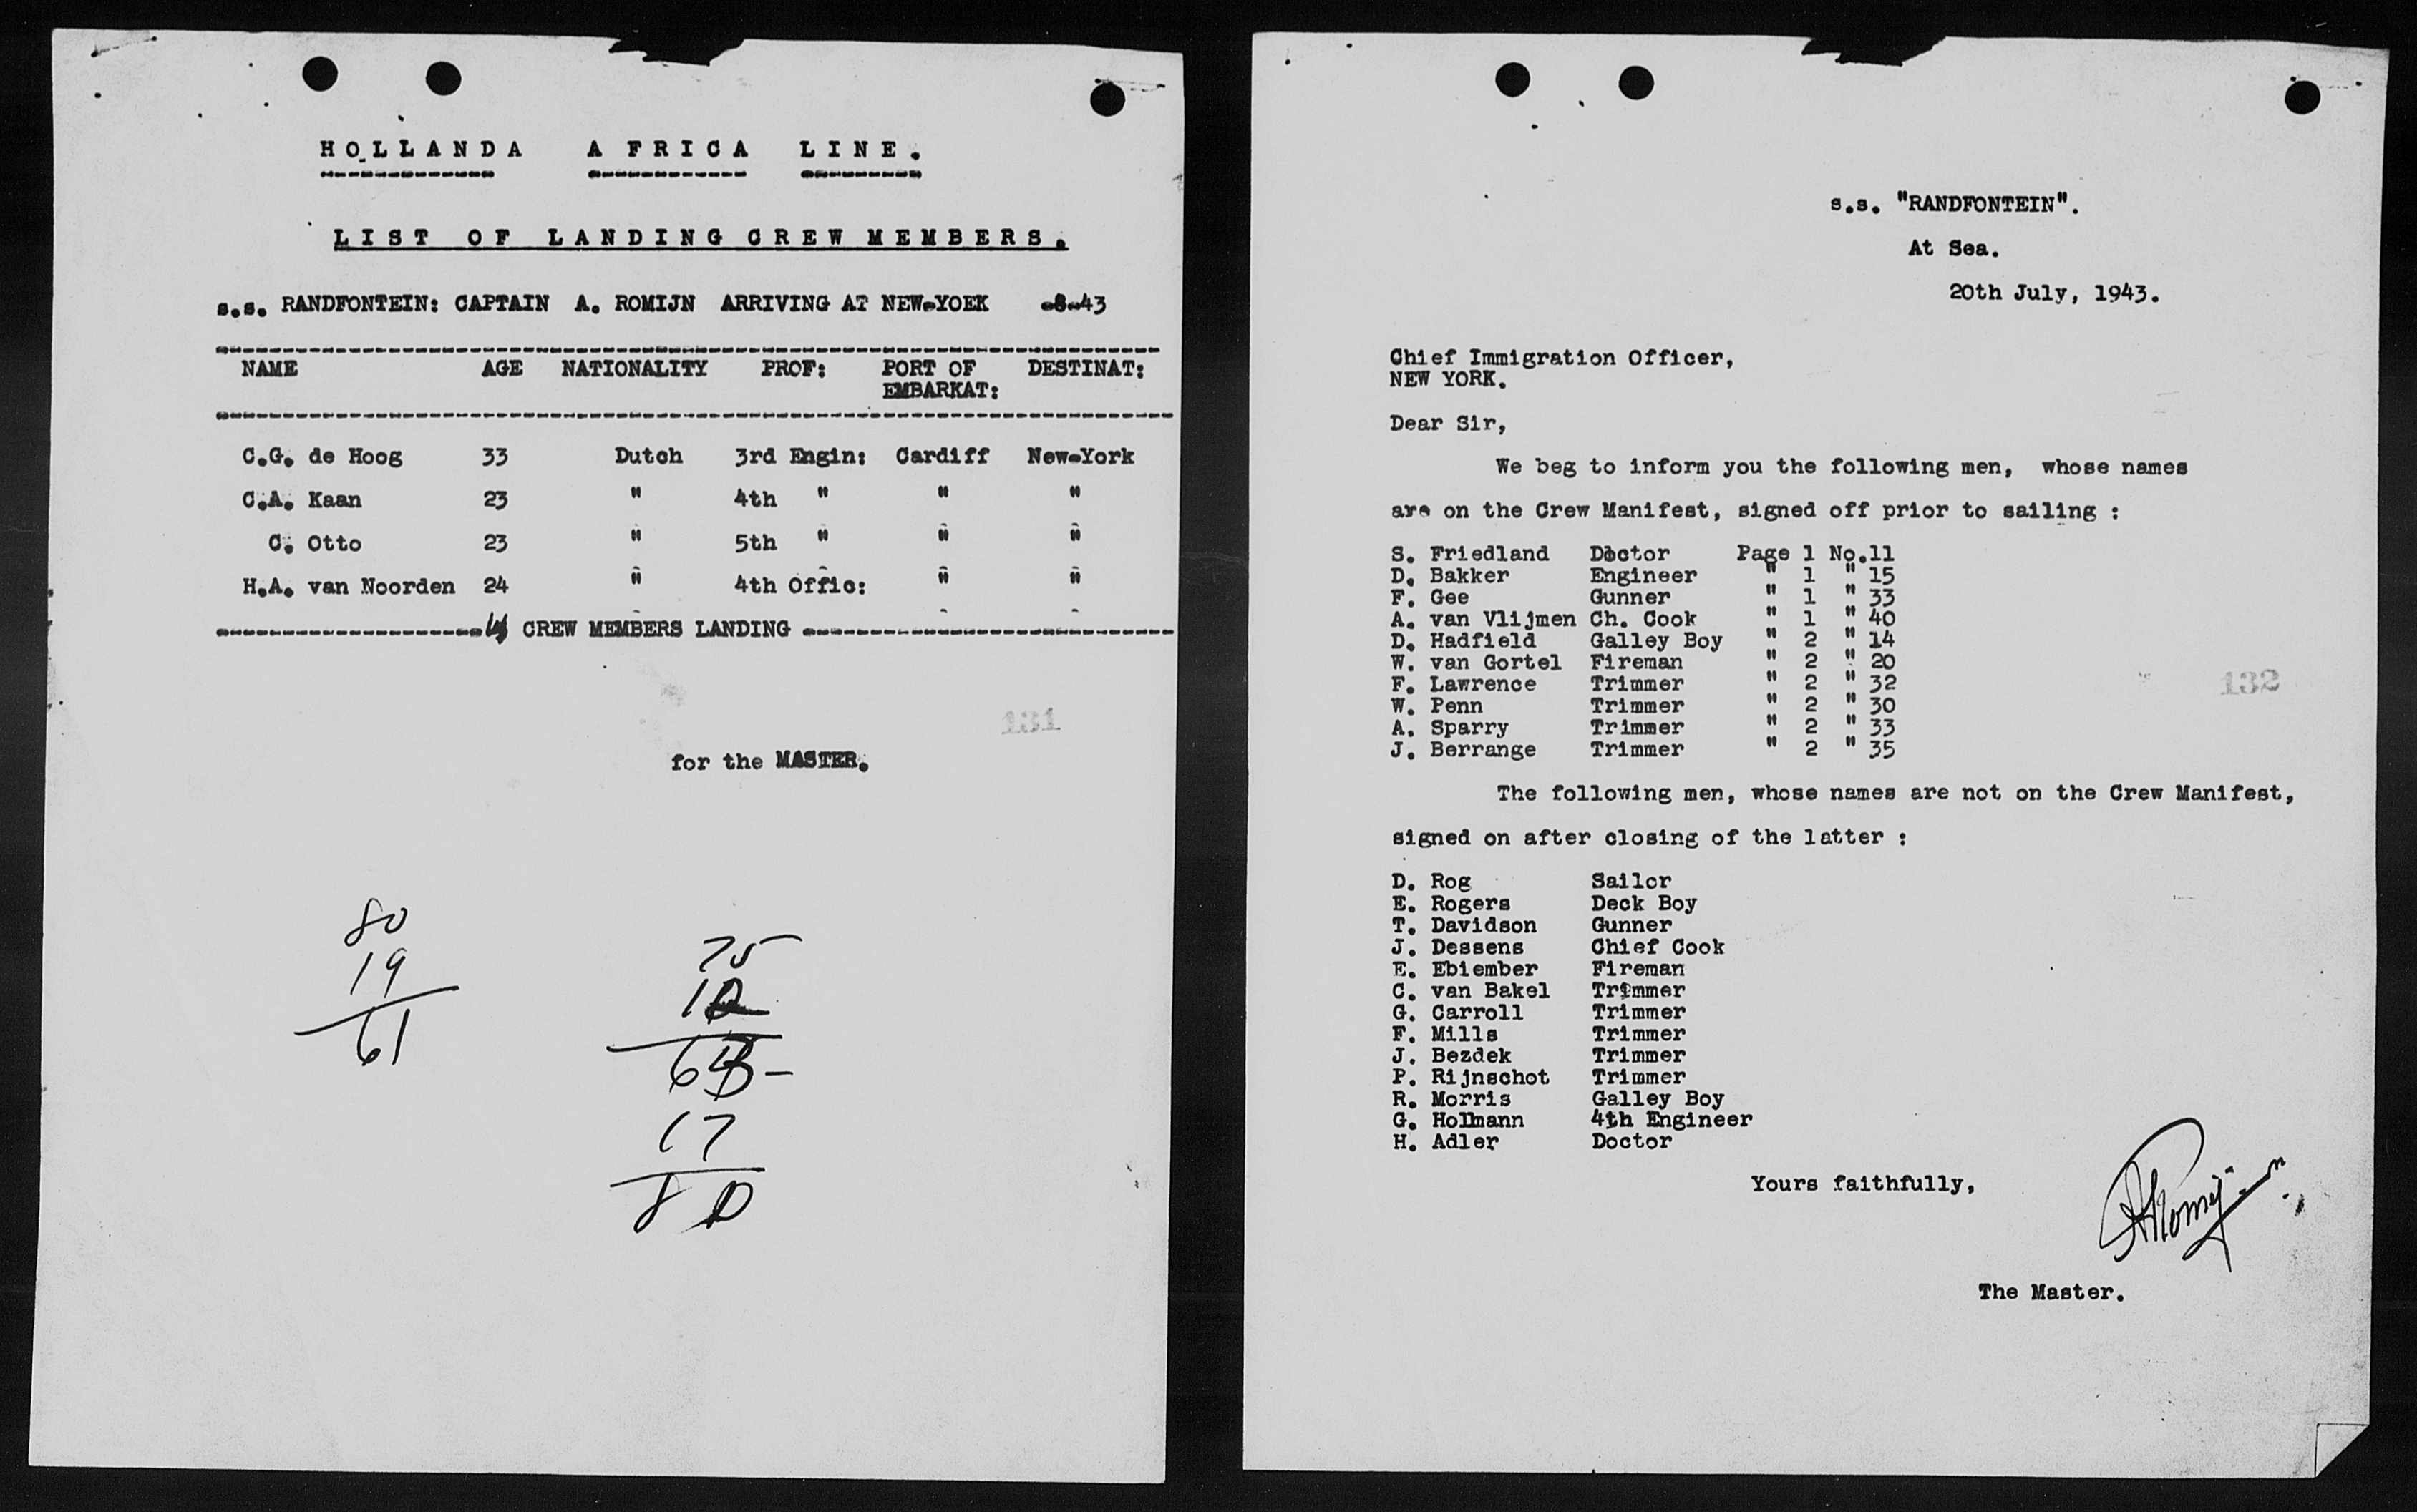 HOLLANDA AFRICA LINE.
LIST OF LANDING CREW MEMBERS.
s.s. RANDFONTEIN: CAPTAIN A. ROMIJN ARRIVING AT NEW-YOEK -8-43
NAME AGE NATIONALITY PROF: PORT OF EMBARKAT: DESTINAT:
C.G. de Hoog 33 Dutch 3rd Engin: Cardiff New-York
C.A. Kaan 23 " 4th " " "
C. Otto 23 " 5th " " "
H.A. van Noorden 24 " 4th Offic: " "
CREW MEMBERS LANDING
131
for the MASTER.
80
19
61
75
12
63-
17
80
s.s. "RANDFONTEIN".
At Sea.
20th July, 1943.
Chief Immigration Officer,
NEW YORK.
Dear Sir,
We beg to inform you the following men, whose names
are on the Crew Manifest, signed off prior to sailing :
S. Friedland Doctor Page 1 No.11
D. Bakker Engineer " 1 " 15
F. Gee Gunner " 1 " 33
A. van Vlijmen Ch. Cook " 1 " 40
D. Hadfield Galley Boy " 2 " 14
W. van Gortel Fireman " 2 " 20
F. Lawrence Trimmer " 2 " 32
W. Penn Trimmer " 2 " 30
A. Sparry Trimmer " 2 " 33
J. Berrange Trimmer " 2 " 35
132
The following men, whose names are not on the Crew Manifest,
signed on after closing of the latter :
D. Rog Sailor
E. Rogers Deck Boy
T. Davidson Gunner
J. Dessens Chief Cook
E. Ebiember Fireman
C. van Bakel Trimmer
G. Carroll Trimmer
F. Mills Trimmer
J. Bezdek Trimmer
P. Rijnschot Trimmer
R. Morris Galley Boy
G. Holmann 4th Engineer
H. Adler Doctor
Yours faithfully,
ARomijn
The Master.